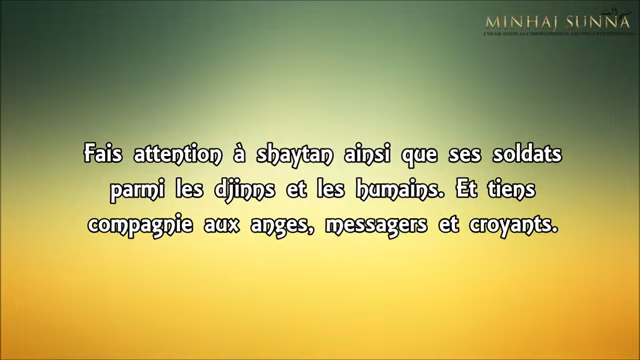 MINHAJ SUNNA
Fais attention à shaytan ainsi que ses soldats
parmi les djinns et les humains. Et tiens
compagnie aux anges, messagers et croyants.